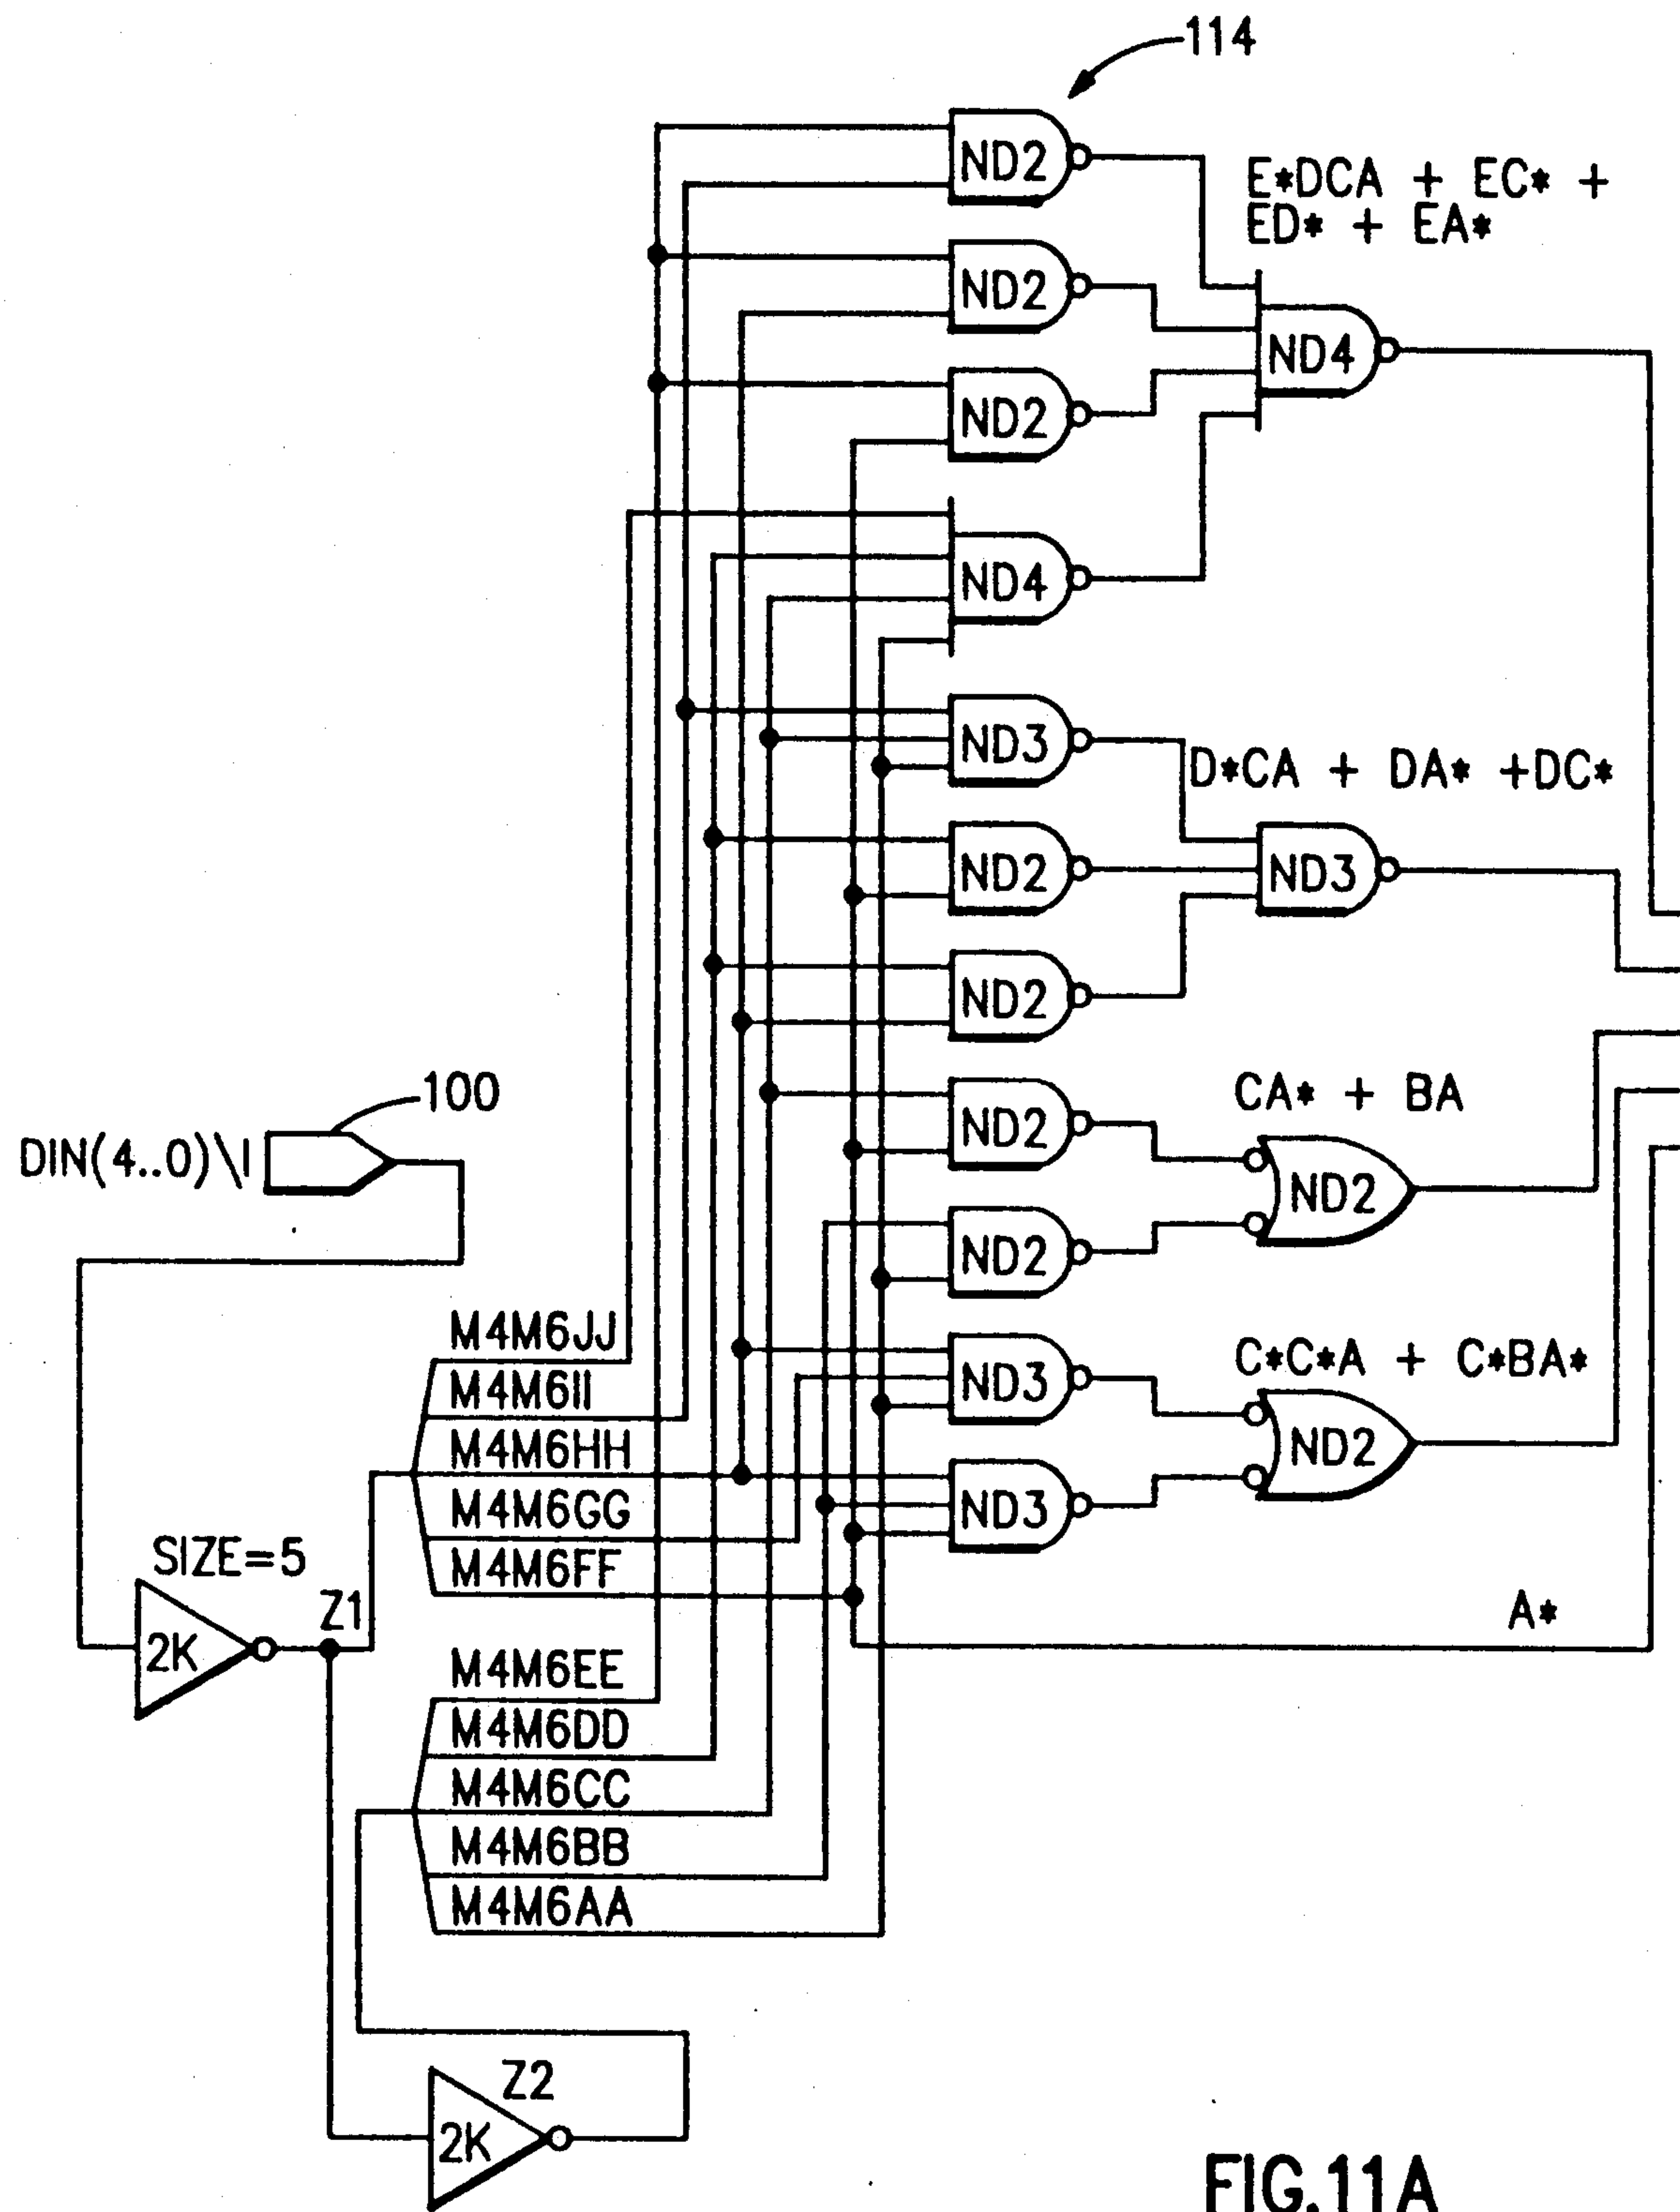 114
ND2
E*DCA + EC* +
ED* + EA*
ND2
ND4
ND2
ND4
ND3
D*CA + DA* +DC*
ND2
ND3
ND2
100
CA* + BA
ND2
DIN(4..0)\I
ND2
ND2
M4M6JJ
C*C*A + C*BA*
M4M6II
ND3
M4M6HH
ND2
M4M6GG
ND3
SIZE=5
M4M6FF
Z1
A*
2K
M4M6EE
M4M6DD
M4M6CC
M4M6BB
M4M6AA
Z2
2K
FIG.11A